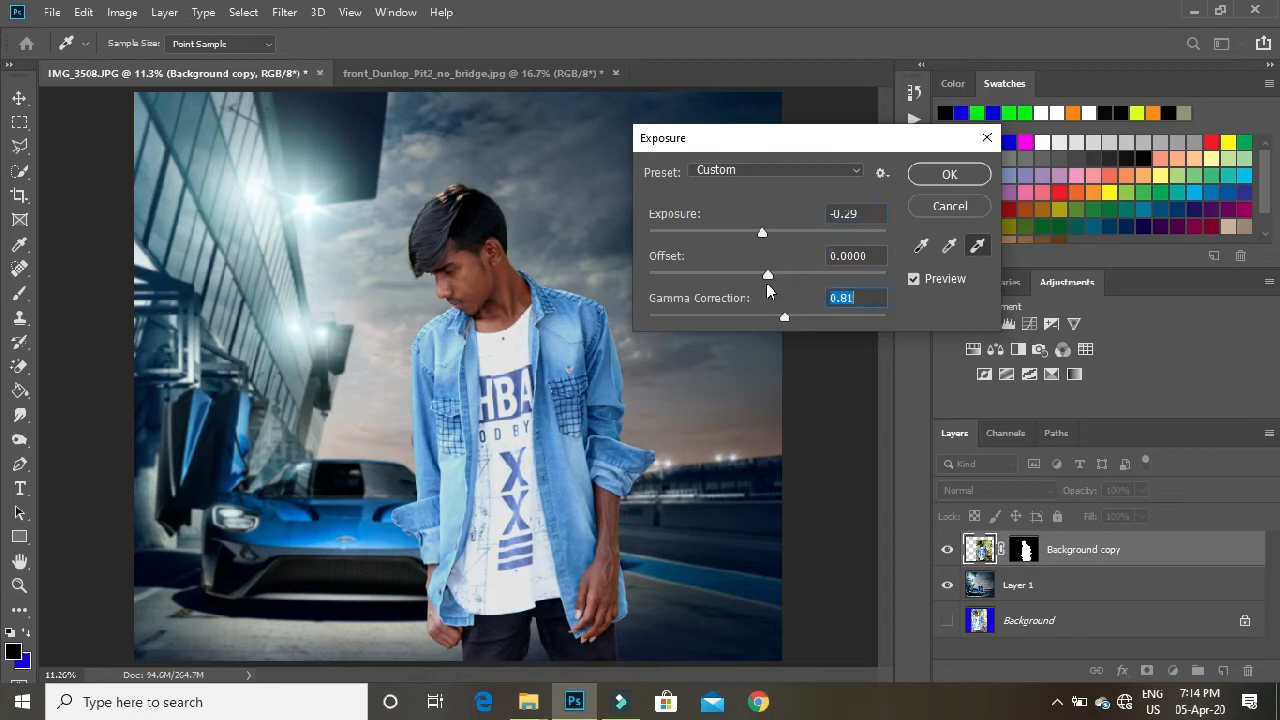 Ps File Edit Image Layer Type Select Filter 3D View Window Help
Sample Size: Point Sample
IMG_3508.JPG @ 11.3% (Background copy, RGB/8*) * × front_Dunlop_Pit2_no_bridge.jpg @ 16.7% (RGB/8*) * ×
Color Swatches
Exposure
Preset: Custom
OK
Exposure: -0.29
Cancel
Offset: 0.0000
Preview
Gamma Correction: 0.81
Adjustments
HBA
OD BY
X
X
Layers Channels Paths
Kind
Normal Opacity: 100%
Lock: Fill: 100%
Background copy
Layer 1
Background
11.26% Doc: 94.6M/264.7M
Type here to search
Ps
ENG
US
7:14 PM
05-Apr-20